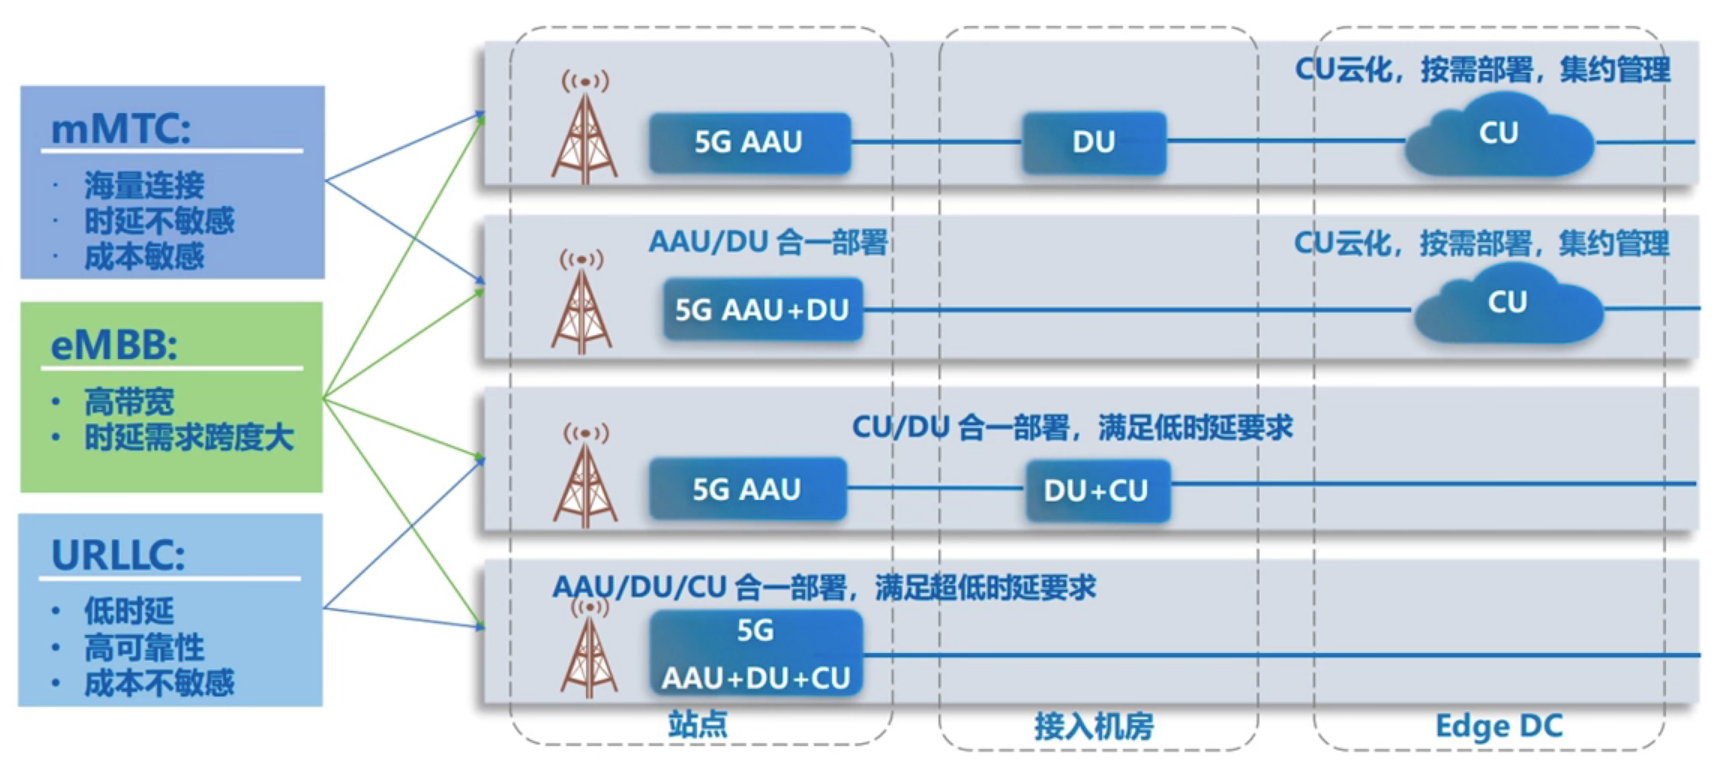 mMTC:
· 海量连接
· 时延不敏感
· 成本敏感
eMBB:
• 高带宽
• 时延需求跨度大
URLLC:
• 低时延
• 高可靠性
• 成本不敏感
CU云化，按需部署，集约管理
5G AAU
DU
CU
AAU/DU 合一部署
CU云化，按需部署，集约管理
5G AAU+DU
CU
CU/DU 合一部署，满足低时延要求
5G AAU
DU+CU
AAU/DU/CU 合一部署，满足超低时延要求
5G
AAU+DU+CU
站点
接入机房
Edge DC